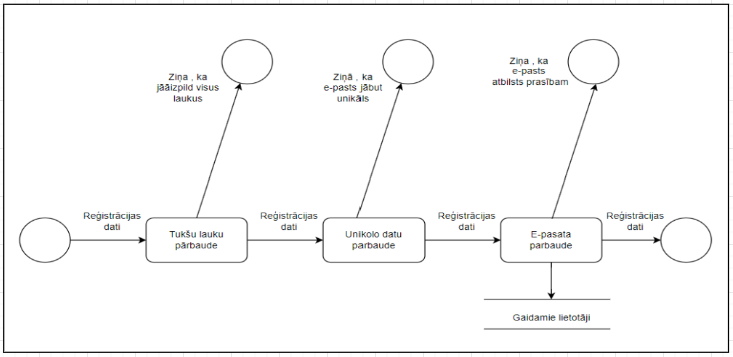 Ziņa , ka
jāāizpild visus
laukus
Ziņā , ka
e-pasts jābut
unikāls
Ziņa , ka
e-pasts
atbilsts prasībam
Reģistrācijas
dati
Tukšu lauku
pārbaude
Reģistrācijas
dati
Unikolo datu
parbaude
Reģistrācijas
dati
E-pasata
parbaude
Reģistrācijas
dati
Gaidamie lietotāji